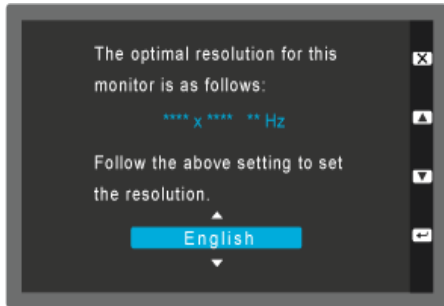 The optimal resolution for this
monitor is as follows:
**** x **** ** Hz
Follow the above setting to set
the resolution.
English